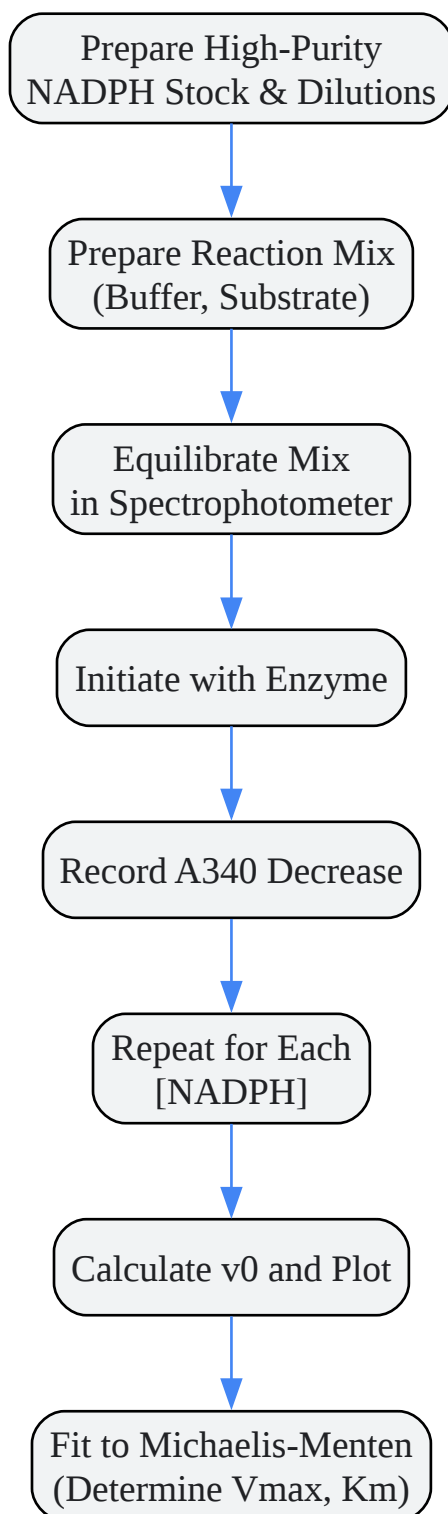 Prepare High-Purity
NADPH Stock & Dilutions
Prepare Reaction Mix
(Buffer, Substrate)
Equilibrate Mix
in Spectrophotometer
Initiate with Enzyme
Record A340 Decrease
Repeat for Each
[NADPH]
Calculate v0 and Plot
Fit to Michaelis-Menten
(Determine Vmax, Km)